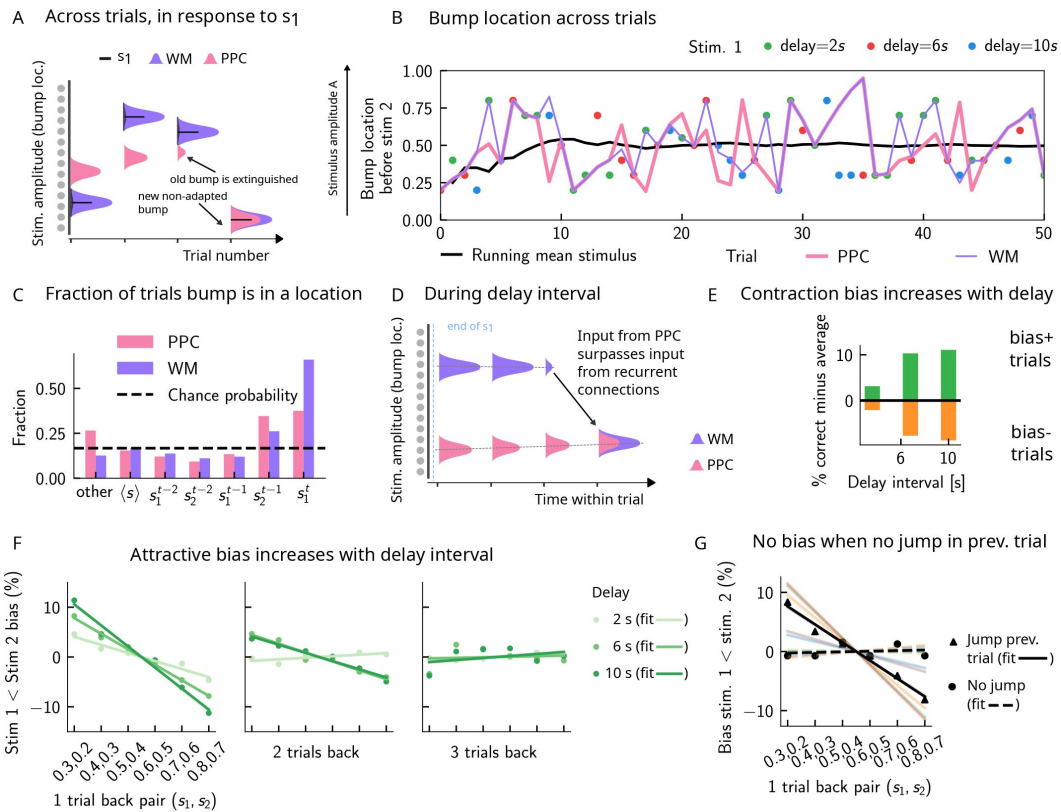 A Across trials, in response to s₁
s₁ WM PPC
Stim. amplitude (bump loc.)
old bump is extinguished
new non-adapted
bump
Trial number
Stimulus amplitude A
B Bump location across trials
Stim. 1 delay=2s delay=6s delay=10s
Bump location
before stim 2
1.00
0.75
0.50
0.25
0.00
0 10 20 30 40 50
Running mean stimulus Trial PPC WM
C Fraction of trials bump is in a location
PPC
WM
Chance probability
Fraction
0.50
0.25
0.00
other ⟨s⟩ s₁ᵗ⁻² s₂ᵗ⁻² s₁ᵗ⁻¹ s₂ᵗ⁻¹ s₁ᵗ
D During delay interval
end of s₁
Stim. amplitude (bump loc.)
Input from PPC
surpasses input
from recurrent
connections
WM
PPC
Time within trial
E Contraction bias increases with delay
% correct minus average
10
0
bias+
trials
bias-
trials
6 10
Delay interval [s]
F Attractive bias increases with delay interval
Stim 1 < Stim 2 bias (%)
10
0
−10
0.3,0.2 0.4,0.3 0.5,0.4 0.6,0.5 0.7,0.6 0.8,0.7
1 trial back pair (s₁, s₂)
2 trials back
3 trials back
Delay
2 s (fit )
6 s (fit )
10 s (fit )
G No bias when no jump in prev. trial
Bias stim. 1 < stim. 2 (%)
10
0
−10
0.3,0.2 0.4,0.3 0.5,0.4 0.6,0.5 0.7,0.6 0.8,0.7
1 trial back pair (s₁, s₂)
Jump prev.
trial (fit )
No jump
(fit )